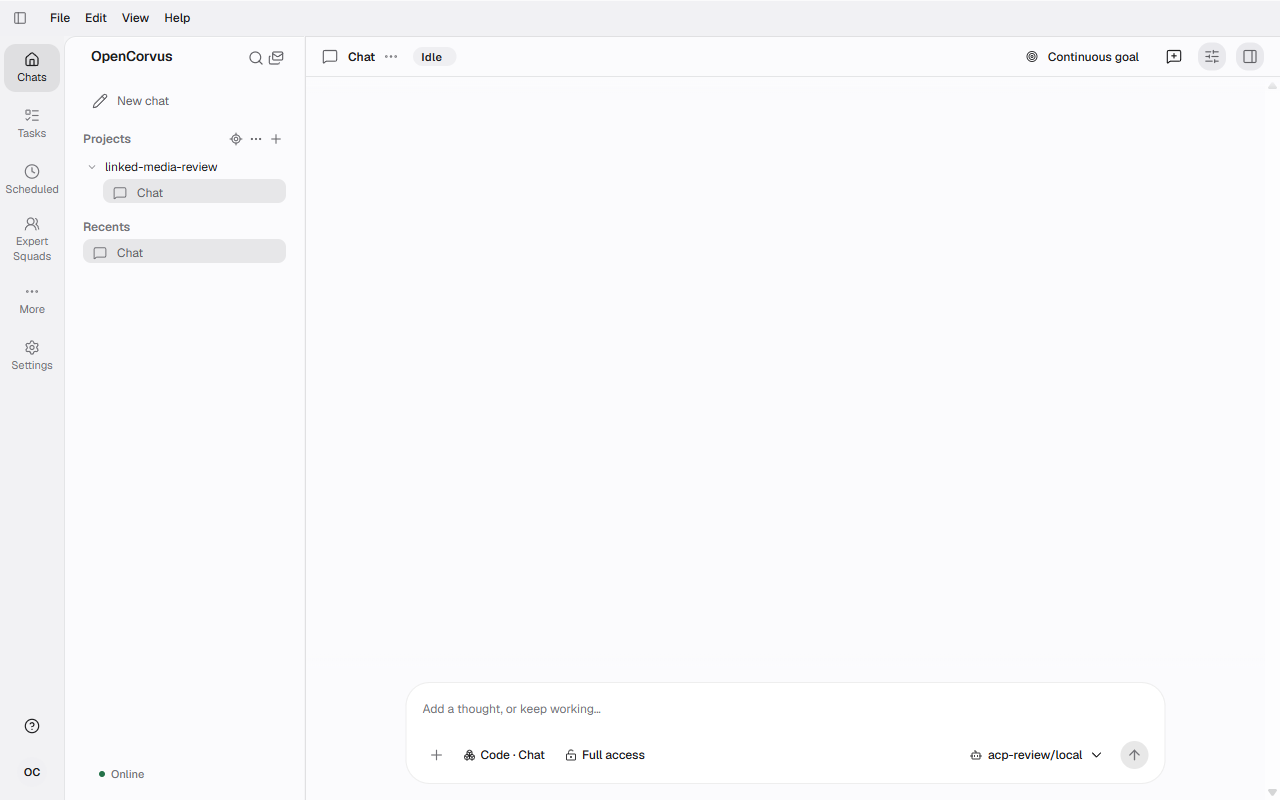 File Edit View Help
Chats
Tasks
Scheduled
Expert
Squads
More
Settings
OC
OpenCorvus
New chat
Projects
linked-media-review
Chat
Recents
Chat
Online
Chat ··· Idle
Continuous goal
Add a thought, or keep working…
Code · Chat Full access acp-review/local